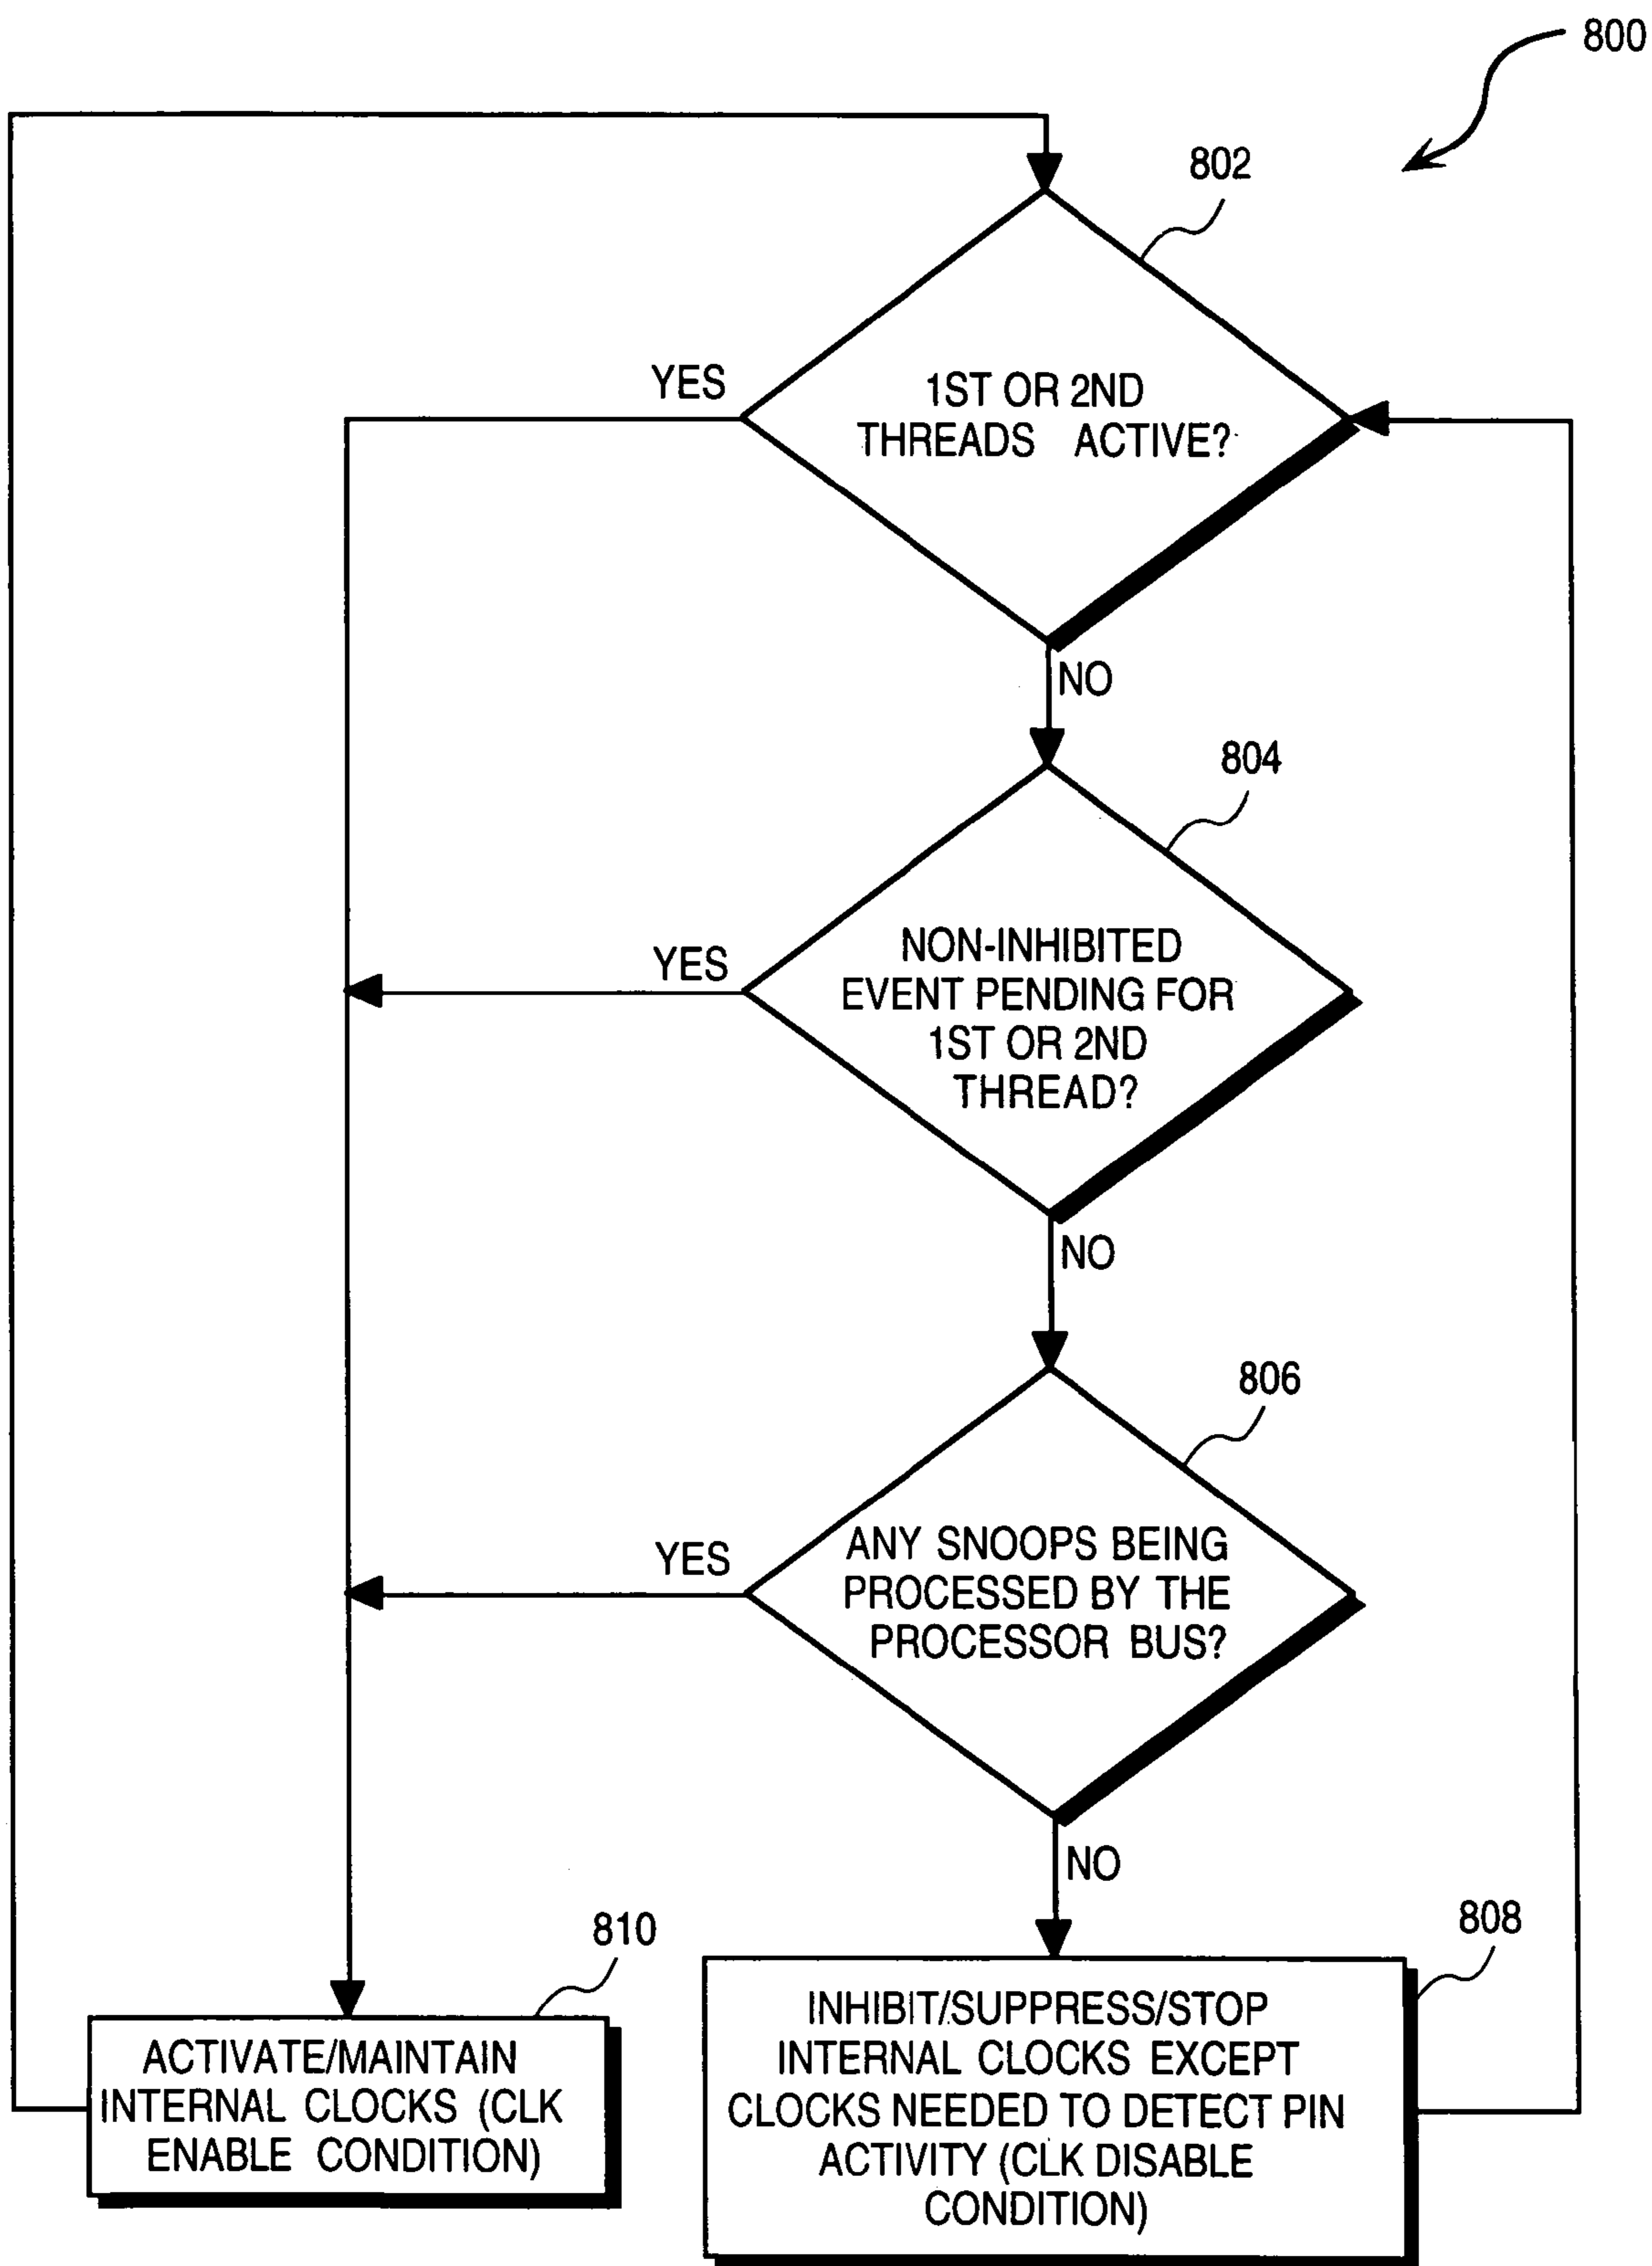 800
802
YES
1ST OR 2ND
THREADS ACTIVE?
NO
804
YES
NON-INHIBITED
EVENT PENDING FOR
1ST OR 2ND
THREAD?
NO
806
YES
ANY SNOOPS BEING
PROCESSED BY THE
PROCESSOR BUS?
NO
810
ACTIVATE/MAINTAIN
INTERNAL CLOCKS (CLK
ENABLE CONDITION)
808
INHIBIT/SUPPRESS/STOP
INTERNAL CLOCKS EXCEPT
CLOCKS NEEDED TO DETECT PIN
ACTIVITY (CLK DISABLE
CONDITION)